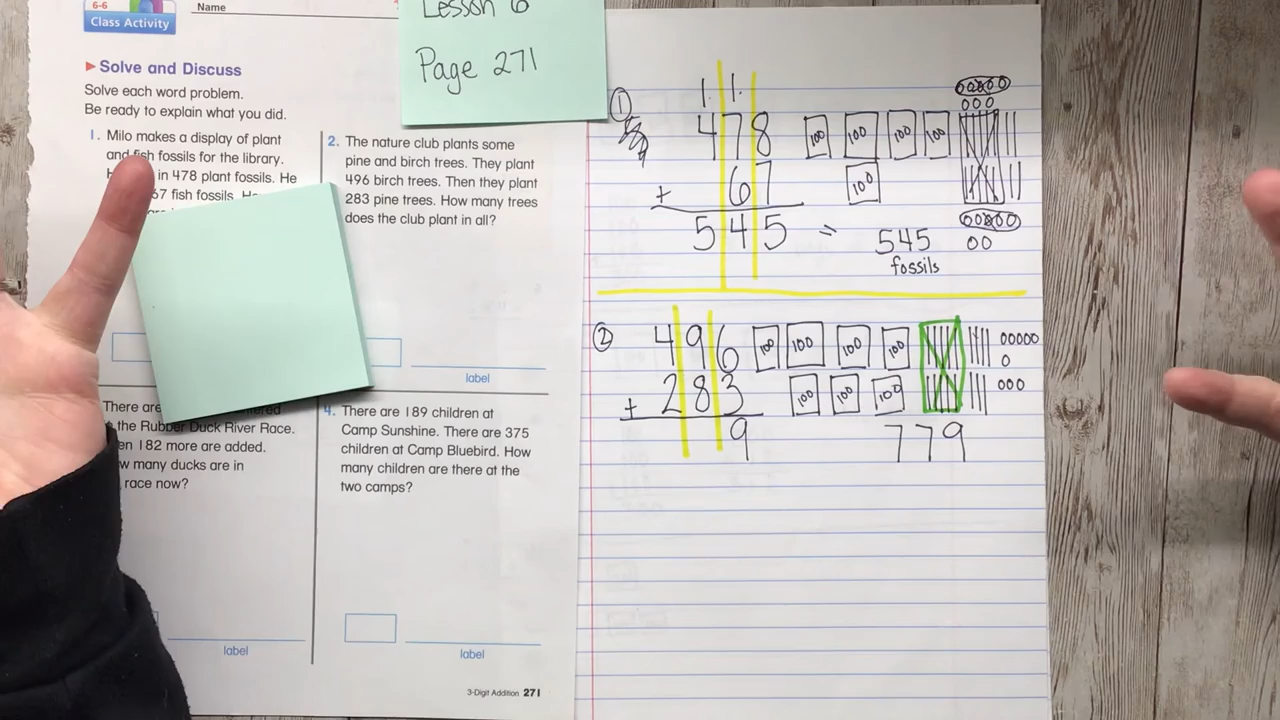 6-6
Class Activity
Name
Lesson 6
Page 271
Solve and Discuss
Solve each word problem.
Be ready to explain what you did.
1. Milo makes a display of plant
and fish fossils for the library.
in 478 plant fossils. He
67 fish fossils.
2. The nature club plants some
pine and birch trees. They plant
496 birch trees. Then they plant
283 pine trees. How many trees
does the club plant in all?
label
There are
the Rubber Duck River Race.
182 more are added.
many ducks are in
race now?
label
4. There are 189 children at
Camp Sunshine. There are 375
children at Camp Bluebird. How
many children are there at the
two camps?
label
3-Digit Addition 271
1
1 1
478 100 100 100 100
+ 67 100
545 = 545
fossils
2
496 100 100 100 100
+ 283 100 100 100
9 779